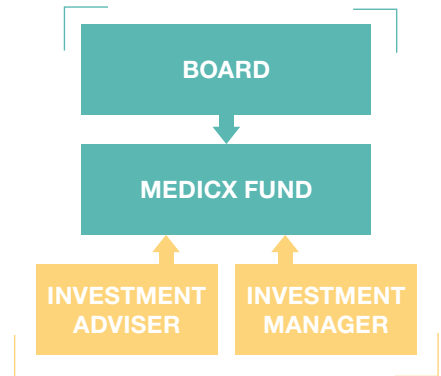 BOARD
MEDICX FUND
INVESTMENT
ADVISER
INVESTMENT
MANAGER